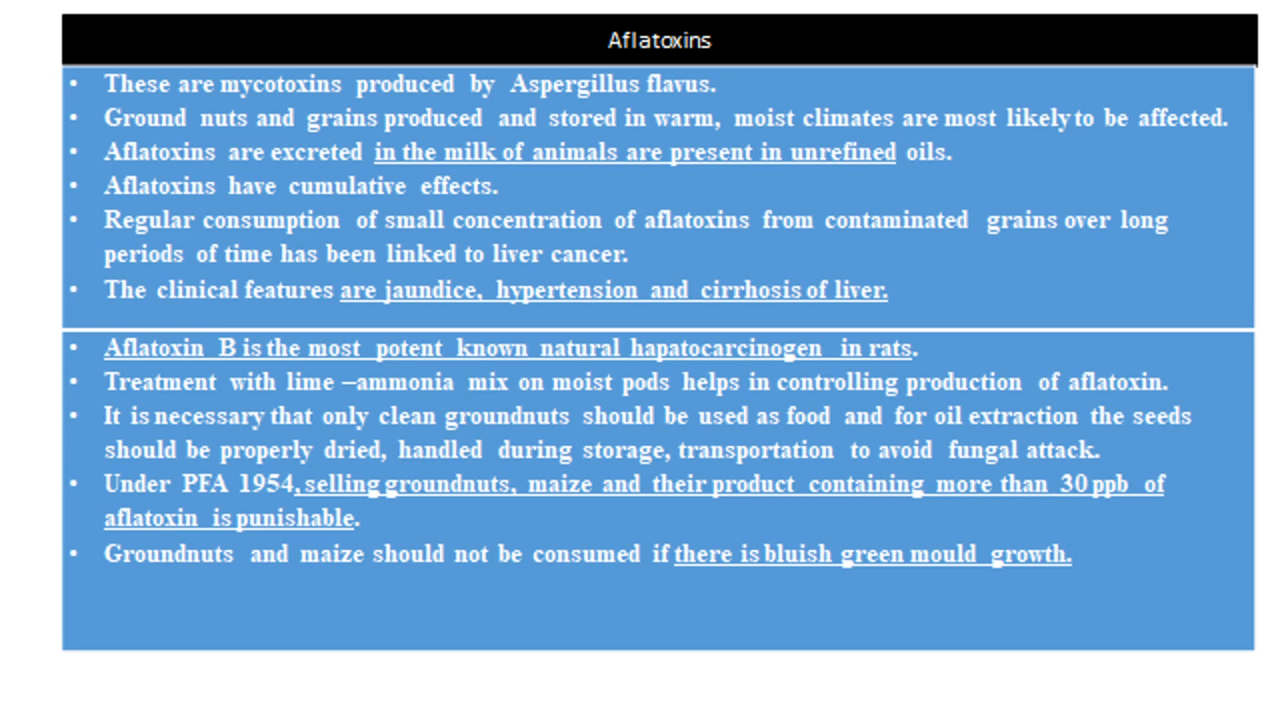 Aflatoxins
• These are mycotoxins produced by Aspergillus flavus.
• Ground nuts and grains produced and stored in warm, moist climates are most likely to be affected.
• Aflatoxins are excreted in the milk of animals are present in unrefined oils.
• Aflatoxins have cumulative effects.
• Regular consumption of small concentration of aflatoxins from contaminated grains over long
periods of time has been linked to liver cancer.
• The clinical features are jaundice, hypertension and cirrhosis of liver.
• Aflatoxin B is the most potent known natural hapatocarcinogen in rats.
• Treatment with lime –ammonia mix on moist pods helps in controlling production of aflatoxin.
• It is necessary that only clean groundnuts should be used as food and for oil extraction the seeds
should be properly dried, handled during storage, transportation to avoid fungal attack.
• Under PFA 1954, selling groundnuts, maize and their product containing more than 30 ppb of
aflatoxin is punishable.
• Groundnuts and maize should not be consumed if there is bluish green mould growth.